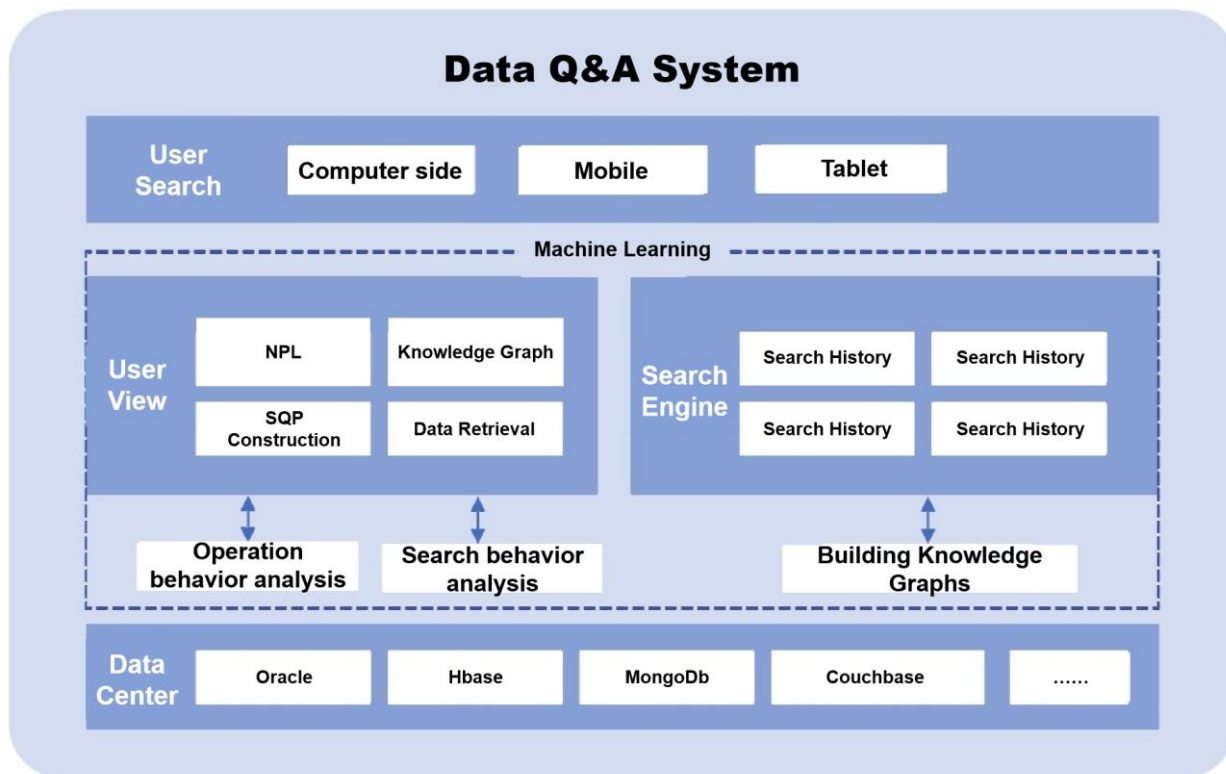 Data Q&A System
User
Search
Computer side
Mobile
Tablet
Machine Learning
User
View
NPL
Knowledge Graph
SQP
Construction
Data Retrieval
Search
Engine
Search History
Search History
Search History
Search History
Operation
behavior analysis
Search behavior
analysis
Building Knowledge
Graphs
Data
Center
Oracle
Hbase
MongoDb
Couchbase
......